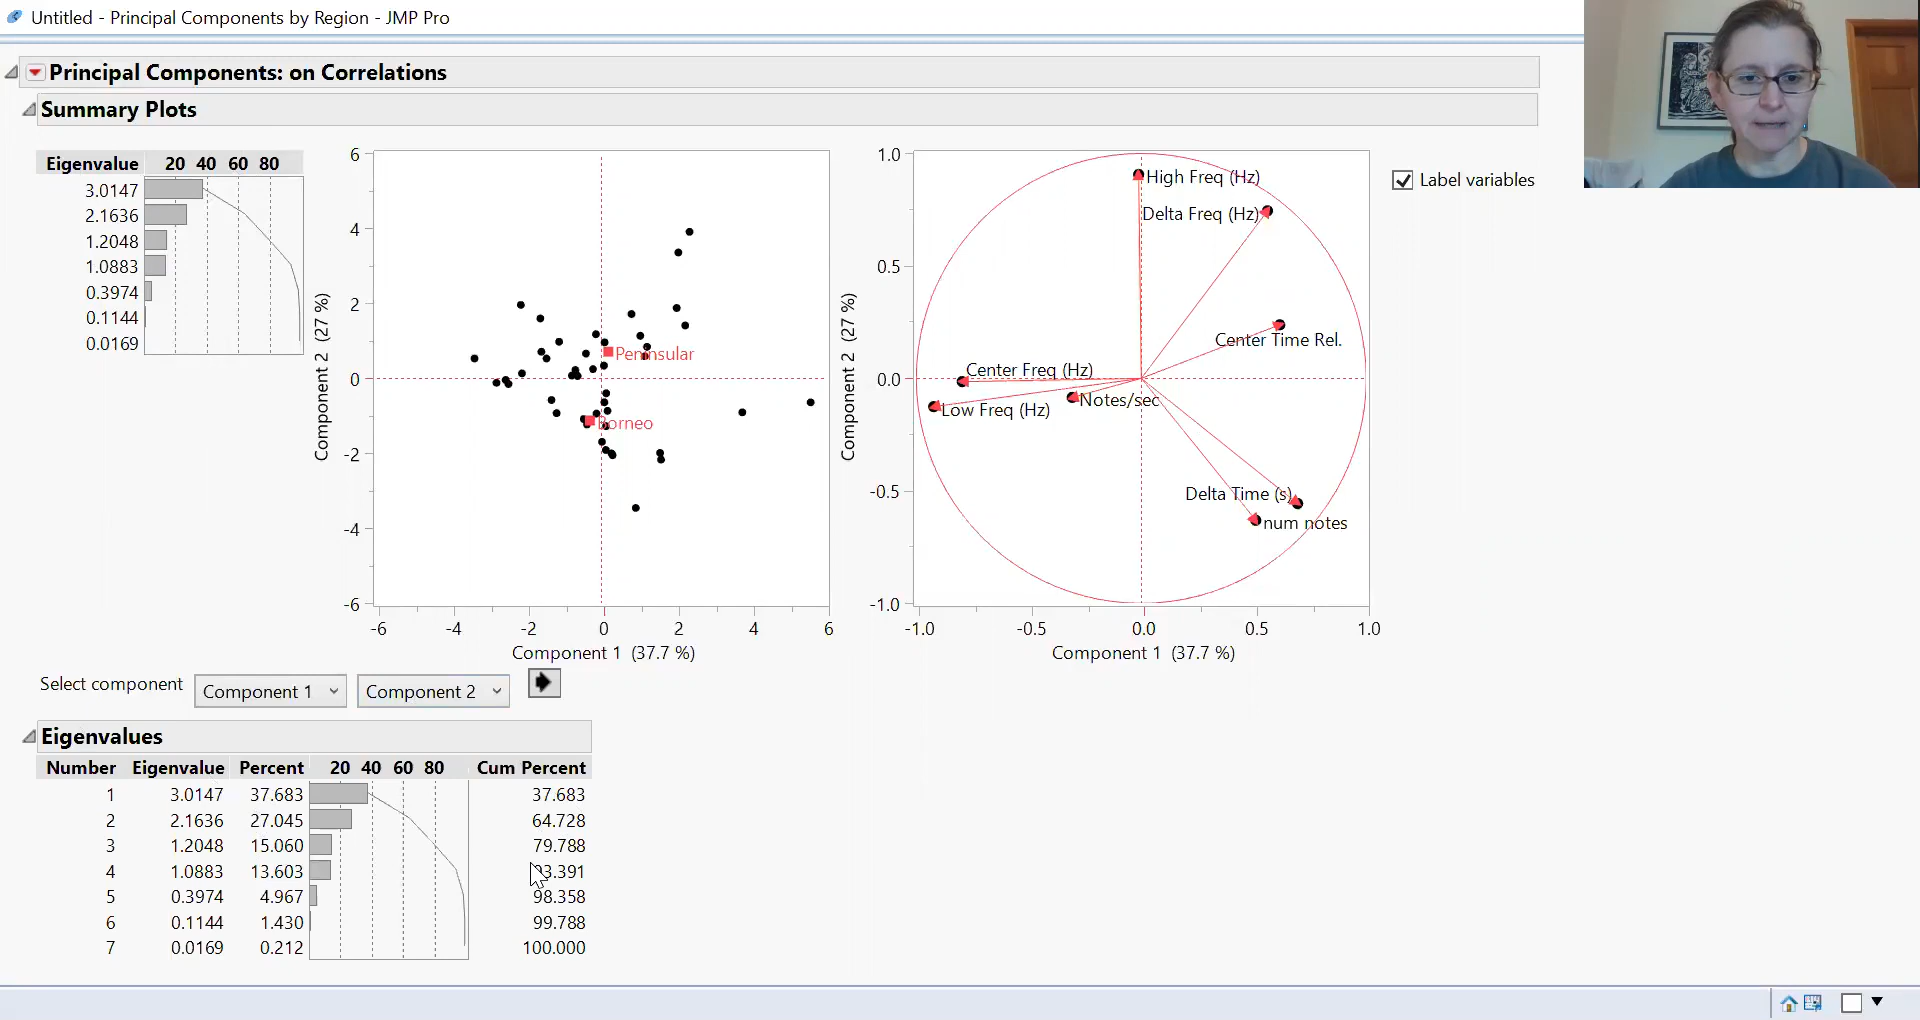 Untitled - Principal Components by Region - JMP Pro
Principal Components: on Correlations
Summary Plots
Eigenvalue 20 40 60 80
3.0147
2.1636
1.2048
1.0883
0.3974
0.1144
0.0169
6
4
2
0
-2
-4
-6
Component 2 (27 %)
Peninsular
Borneo
-6 -4 -2 0 2 4 6
Component 1 (37.7 %)
1.0
0.5
0.0
-0.5
-1.0
Component 2 (27 %)
High Freq (Hz)
Delta Freq (Hz)
Center Time Rel.
Center Freq (Hz)
Notes/sec
Low Freq (Hz)
Delta Time (s)
num notes
-1.0 -0.5 0.0 0.5 1.0
Component 1 (37.7 %)
Label variables
Select component Component 1 Component 2
Eigenvalues
Number Eigenvalue Percent 20 40 60 80 Cum Percent
1 3.0147 37.683 37.683
2 2.1636 27.045 64.728
3 1.2048 15.060 79.788
4 1.0883 13.603 93.391
5 0.3974 4.967 98.358
6 0.1144 1.430 99.788
7 0.0169 0.212 100.000